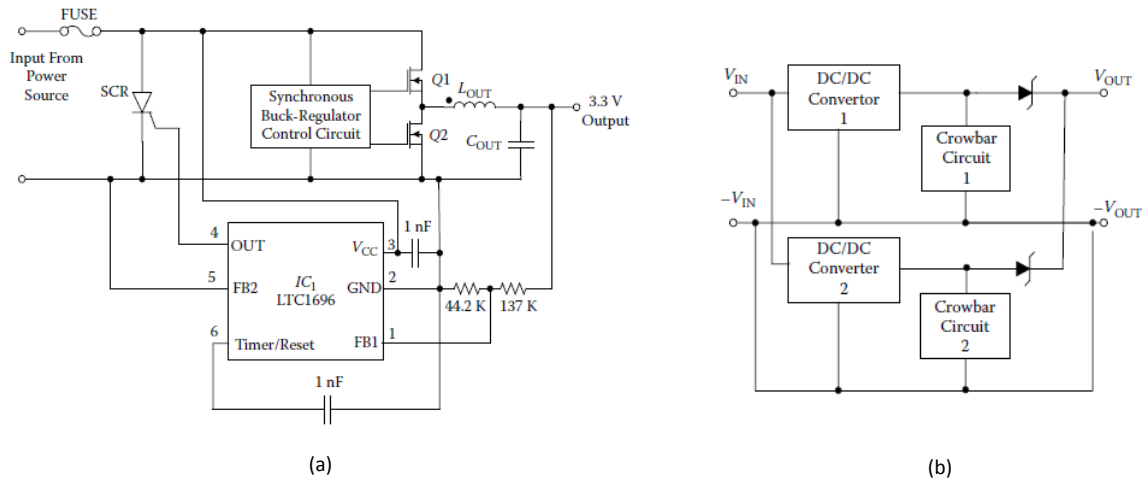 FUSE
Input From
Power
Source
SCR
Synchronous
Buck-Regulator
Control Circuit
Q1
Q2
LOUT
COUT
3.3 V
Output
4
OUT
5
FB2
6
Timer/Reset
IC1
LTC1696
VCC
3
GND
2
FB1
1
1 nF
44.2 K
137 K
1 nF
(a)
VIN
DC/DC
Convertor
1
VOUT
Crowbar
Circuit
1
−VIN
−VOUT
DC/DC
Converter
2
Crowbar
Circuit
2
(b)